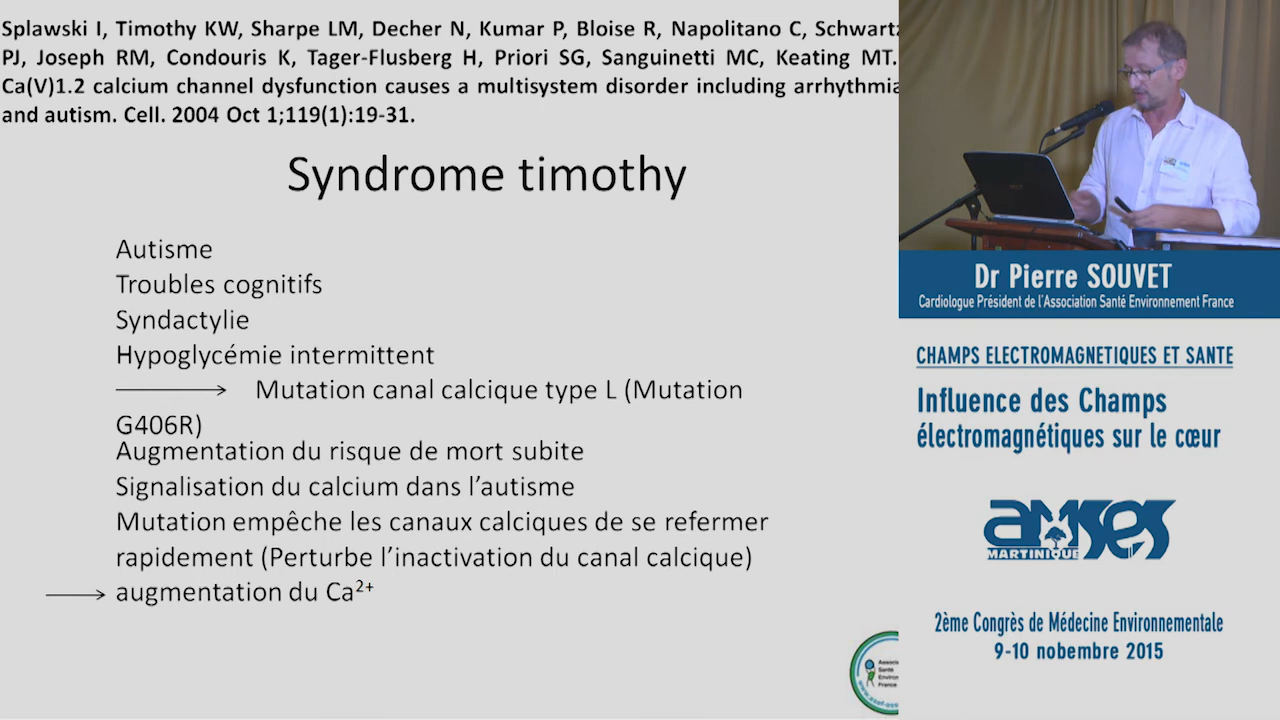 Splawski I, Timothy KW, Sharpe LM, Decher N, Kumar P, Bloise R, Napolitano C, Schwartz
PJ, Joseph RM, Condouris K, Tager-Flusberg H, Priori SG, Sanguinetti MC, Keating MT.
Ca(V)1.2 calcium channel dysfunction causes a multisystem disorder including arrhythmia
and autism. Cell. 2004 Oct 1;119(1):19-31.
Syndrome timothy
Autisme
Troubles cognitifs
Syndactylie
Hypoglycémie intermittent
Mutation canal calcique type L (Mutation
G406R)
Augmentation du risque de mort subite
Signalisation du calcium dans l’autisme
Mutation empêche les canaux calciques de se refermer
rapidement (Perturbe l’inactivation du canal calcique)
augmentation du Ca²⁺
Dr Pierre SOUVET
Cardiologue Président de l'Association Santé Environnement France
CHAMPS ELECTROMAGNETIQUES ET SANTE
Influence des Champs
électromagnétiques sur le cœur
AMSES
MARTINIQUE
2ème Congrès de Médecine Environnementale
9-10 nobembre 2015